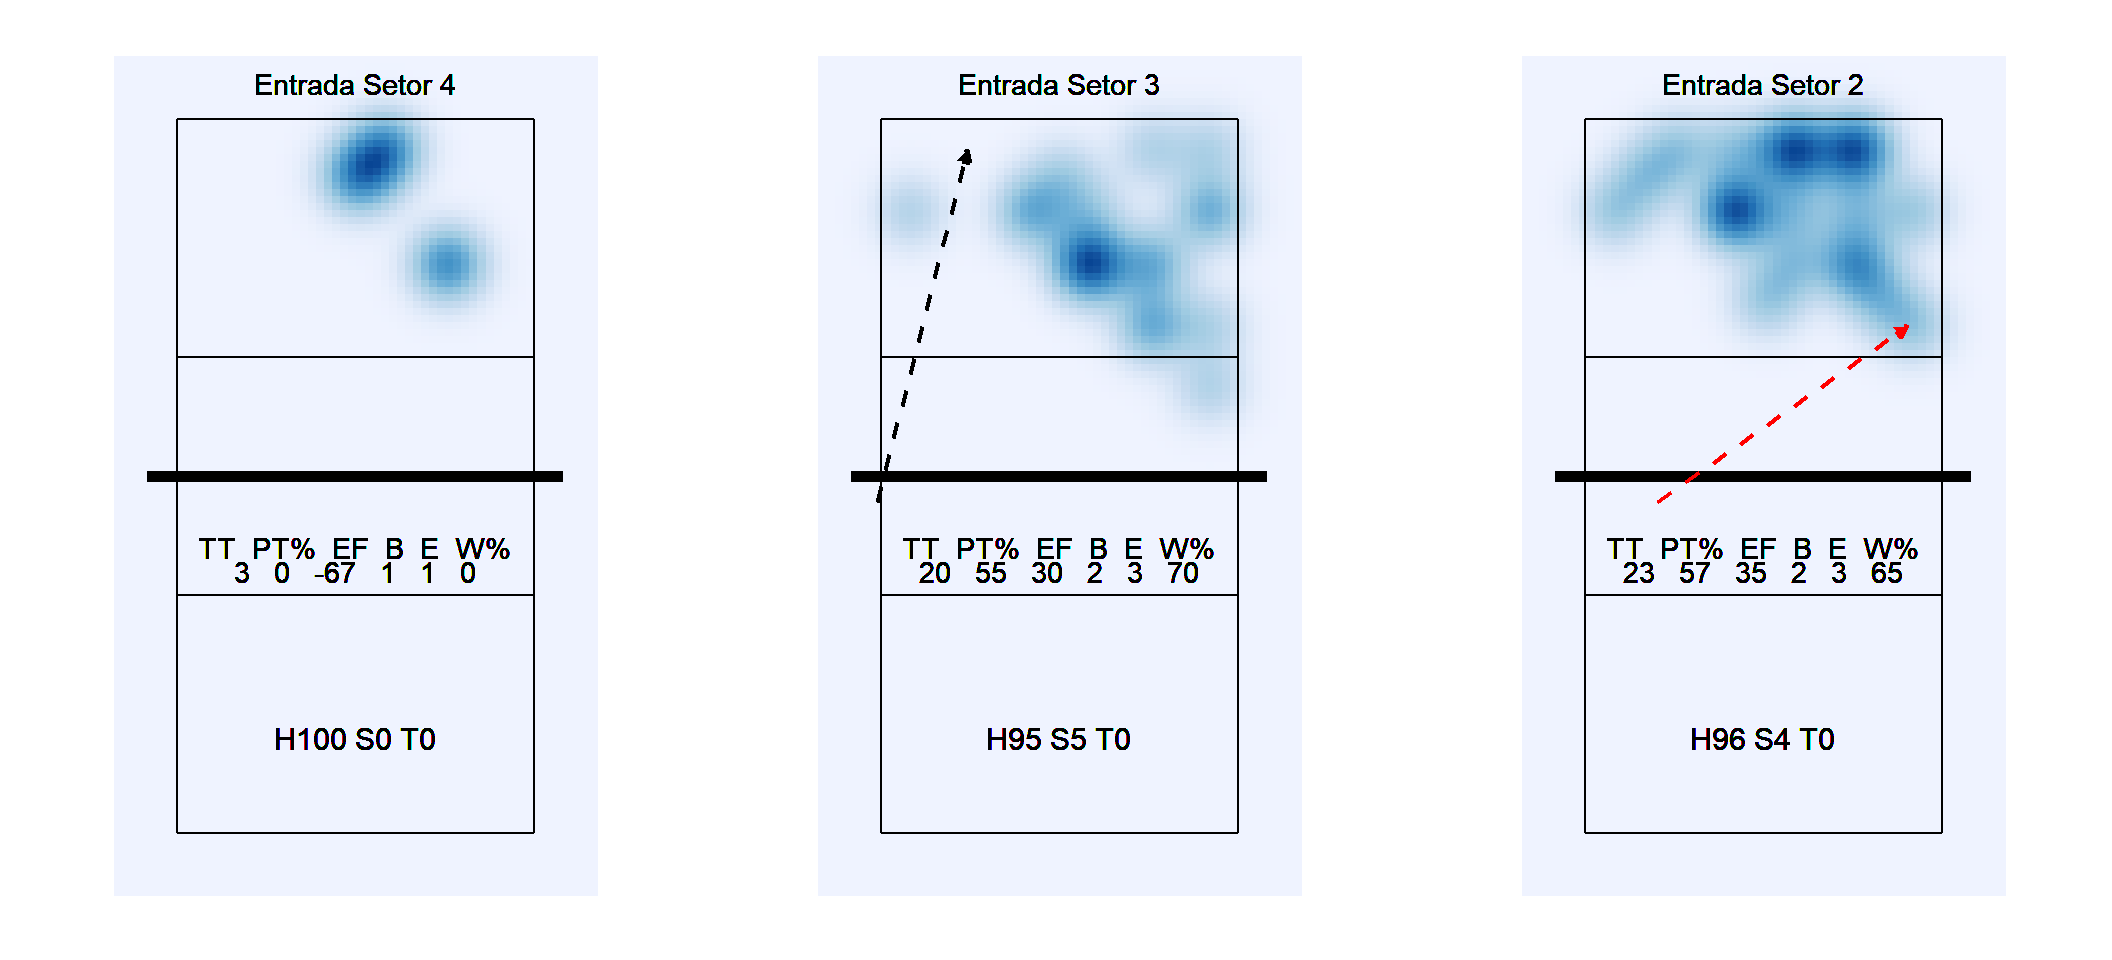 Entrada Setor 4
TT PT% EF B E W%
3 0 -67 1 1 0
H100 S0 T0
Entrada Setor 3
TT PT% EF B E W%
20 55 30 2 3 70
H95 S5 T0
Entrada Setor 2
TT PT% EF B E W%
23 57 35 2 3 65
H96 S4 T0